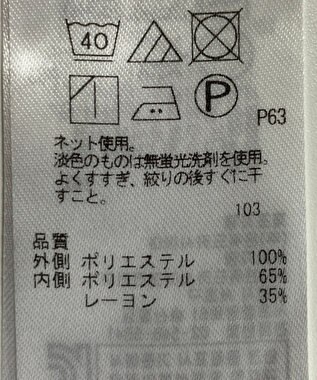 40
P
P63
ネット使用。
淡色のものは無蛍光洗剤を使用。
よくすすぎ、絞りの後すぐに干
すこと。
103
品質
外側 ポリエステル 100%
内側 ポリエステル 65%
レーヨン 35%